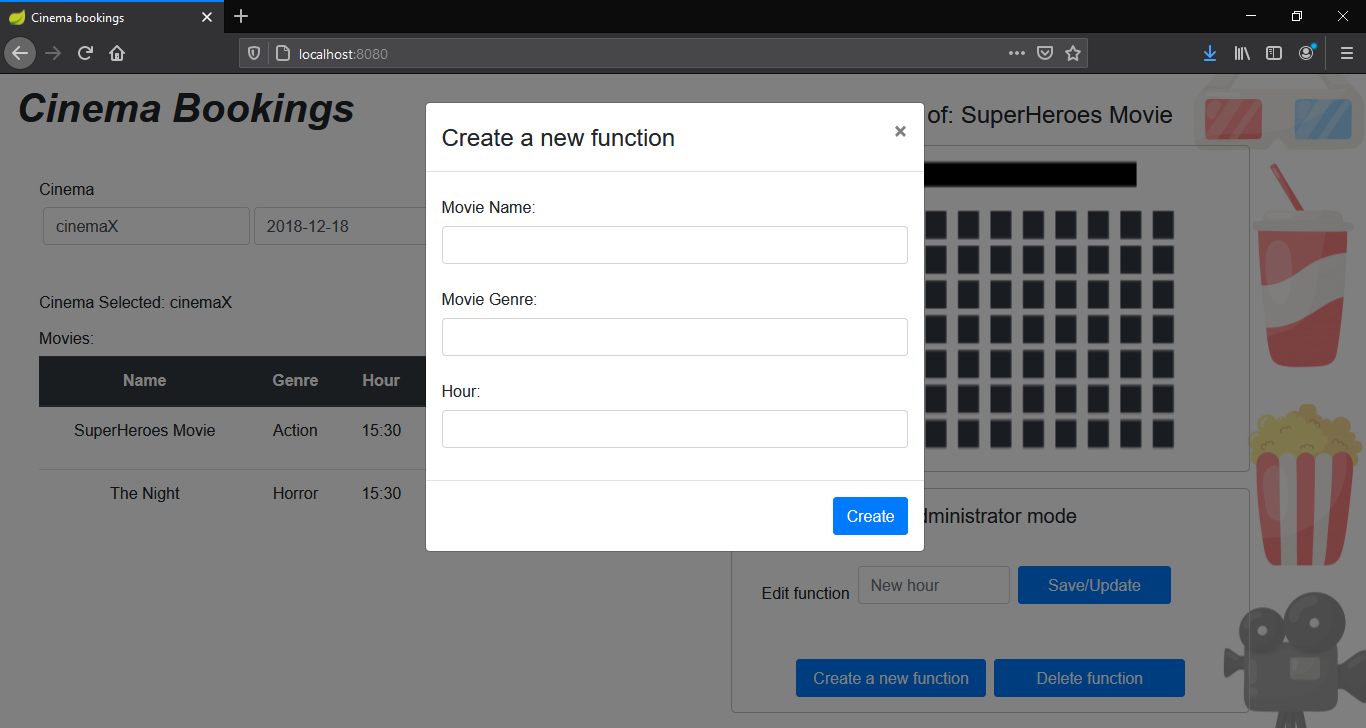 Cinema bookings
localhost:8080
Cinema Bookings
of: SuperHeroes Movie
Cinema
cinemaX
2018-12-18
Cinema Selected: cinemaX
Movies:
Name Genre Hour
SuperHeroes Movie Action 15:30
The Night Horror 15:30
Create a new function
×
Movie Name:
Movie Genre:
Hour:
Create
ministrator mode
Edit function
New hour
Save/Update
Create a new function
Delete function